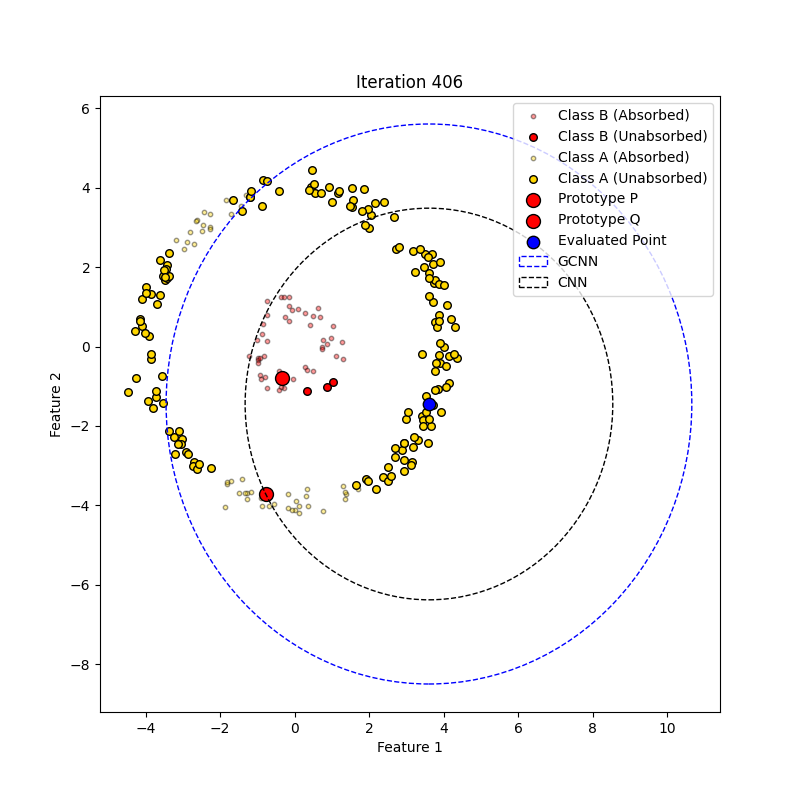 Iteration 406
Class B (Absorbed)
Class B (Unabsorbed)
Class A (Absorbed)
Class A (Unabsorbed)
Prototype P
Prototype Q
Evaluated Point
GCNN
CNN
6
4
2
0
−2
−4
−6
−8
Feature 2
−4
−2
0
2
4
6
8
10
Feature 1